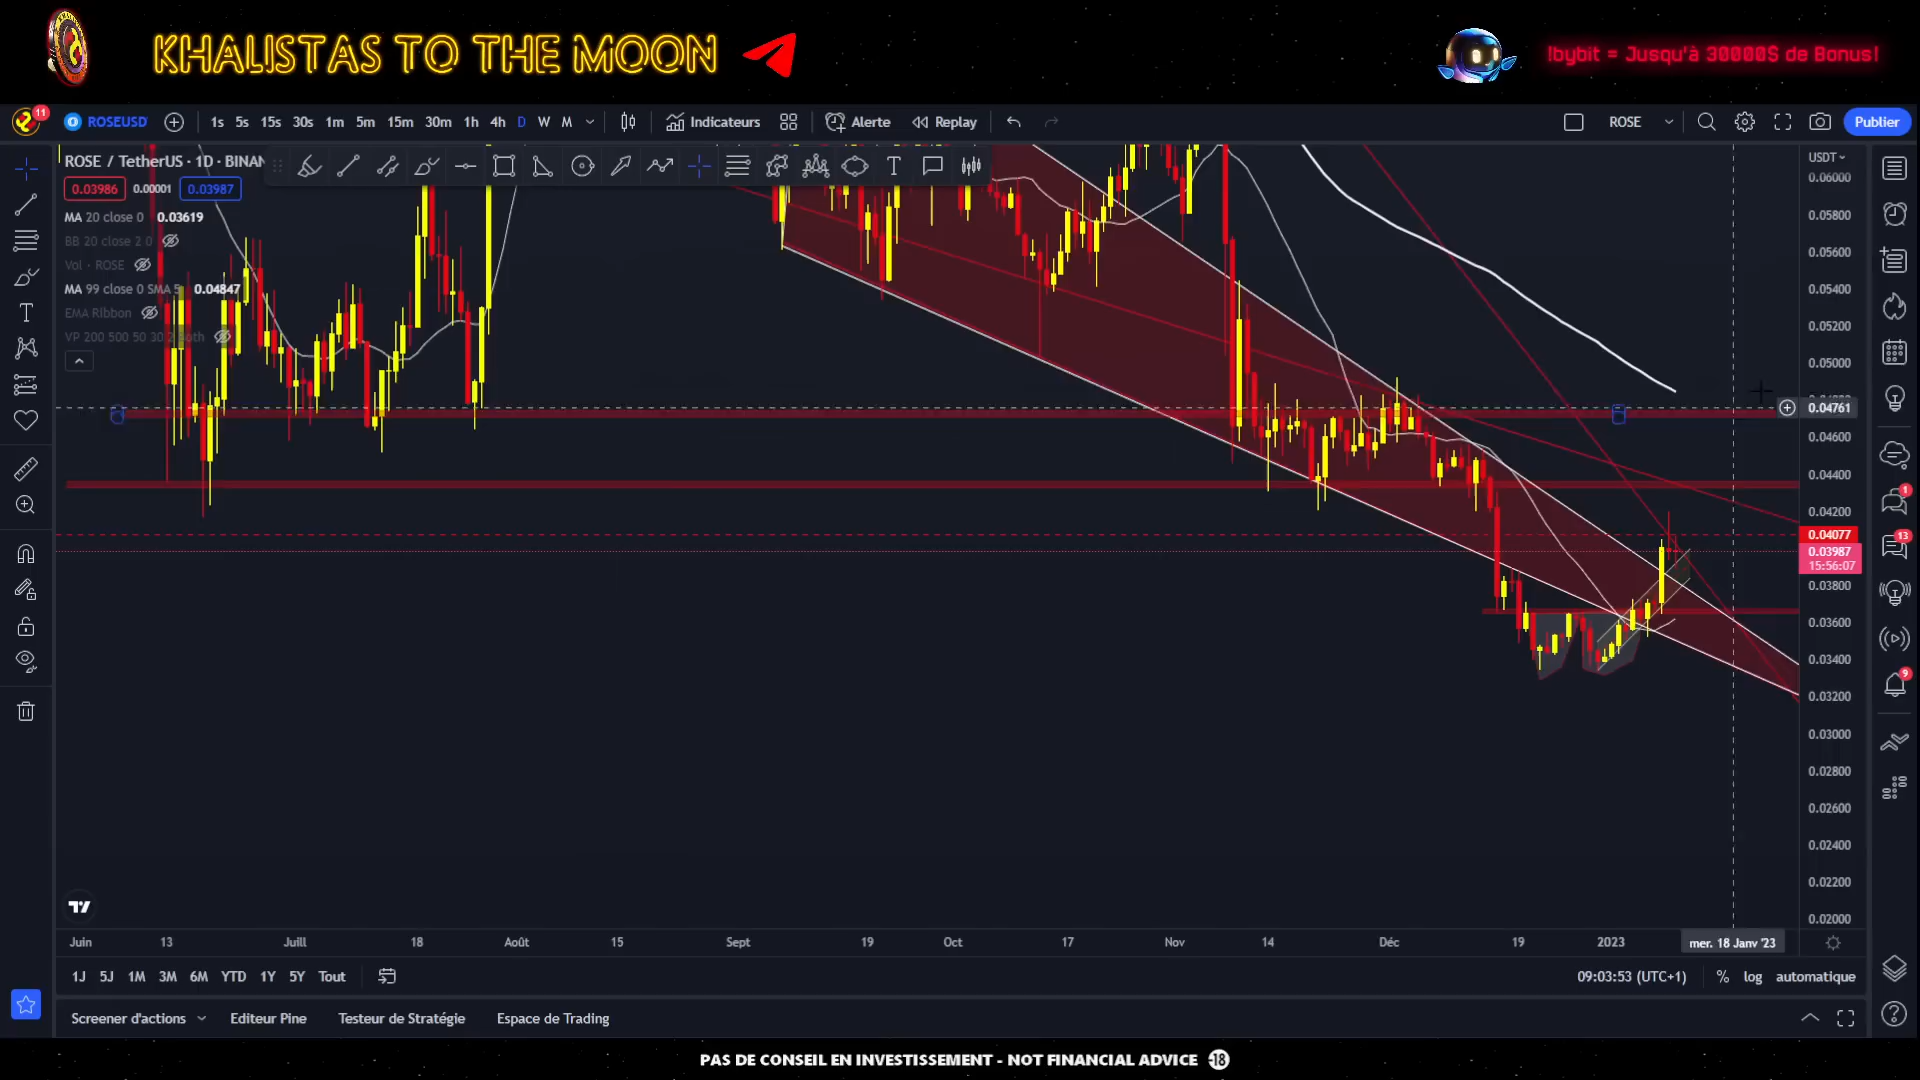 KHALISTAS TO THE MOON
!bybit = Jusqu'à 30000$ de Bonus!
11
ROSEUSD
1s 5s 15s 30s 1m 5m 15m 30m 1h 4h D W M
Indicateurs
Alerte
Replay
ROSE
Publier
ROSE / TetherUS · 1D · BINAN
USDT
0.03986 0.00001 0.03987
MA 20 close 0 0.03619
BB 20 close 2 0
Vol · ROSE
MA 99 close 0 SMA 5 0.04847
EMA Ribbon
0.06000
0.05800
0.05600
0.05400
0.05200
0.05000
0.04761
0.04600
0.04400
0.04200
0.04077
0.03987
15:56:07
0.03800
0.03600
0.03400
0.03200
0.03000
0.02800
0.02600
0.02400
0.02200
0.02000
1
13
9
Juin 13 Juill 18 Août 15 Sept 19 Oct 17 Nov 14 Déc 19 2023 mer. 18 Janv '23
1J 5J 1M 3M 6M YTD 1Y 5Y Tout
09:03:53 (UTC+1) % log automatique
Screener d'actions Editeur Pine Testeur de Stratégie Espace de Trading
PAS DE CONSEIL EN INVESTISSEMENT - NOT FINANCIAL ADVICE -18